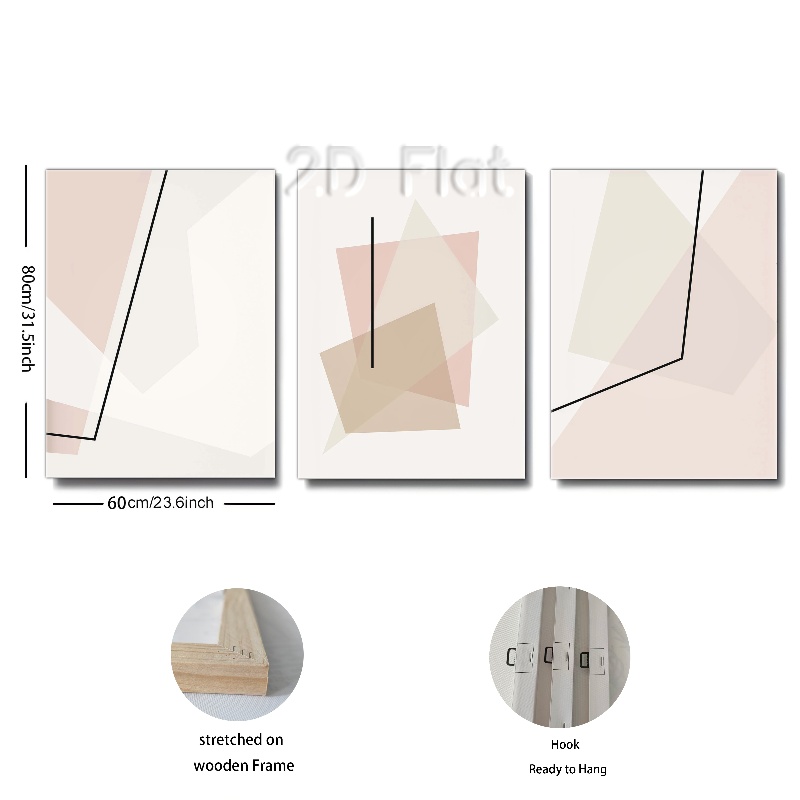 2D Flat
80cm/31.5inch
60cm/23.6inch
stretched on
wooden Frame
Hook
Ready to Hang